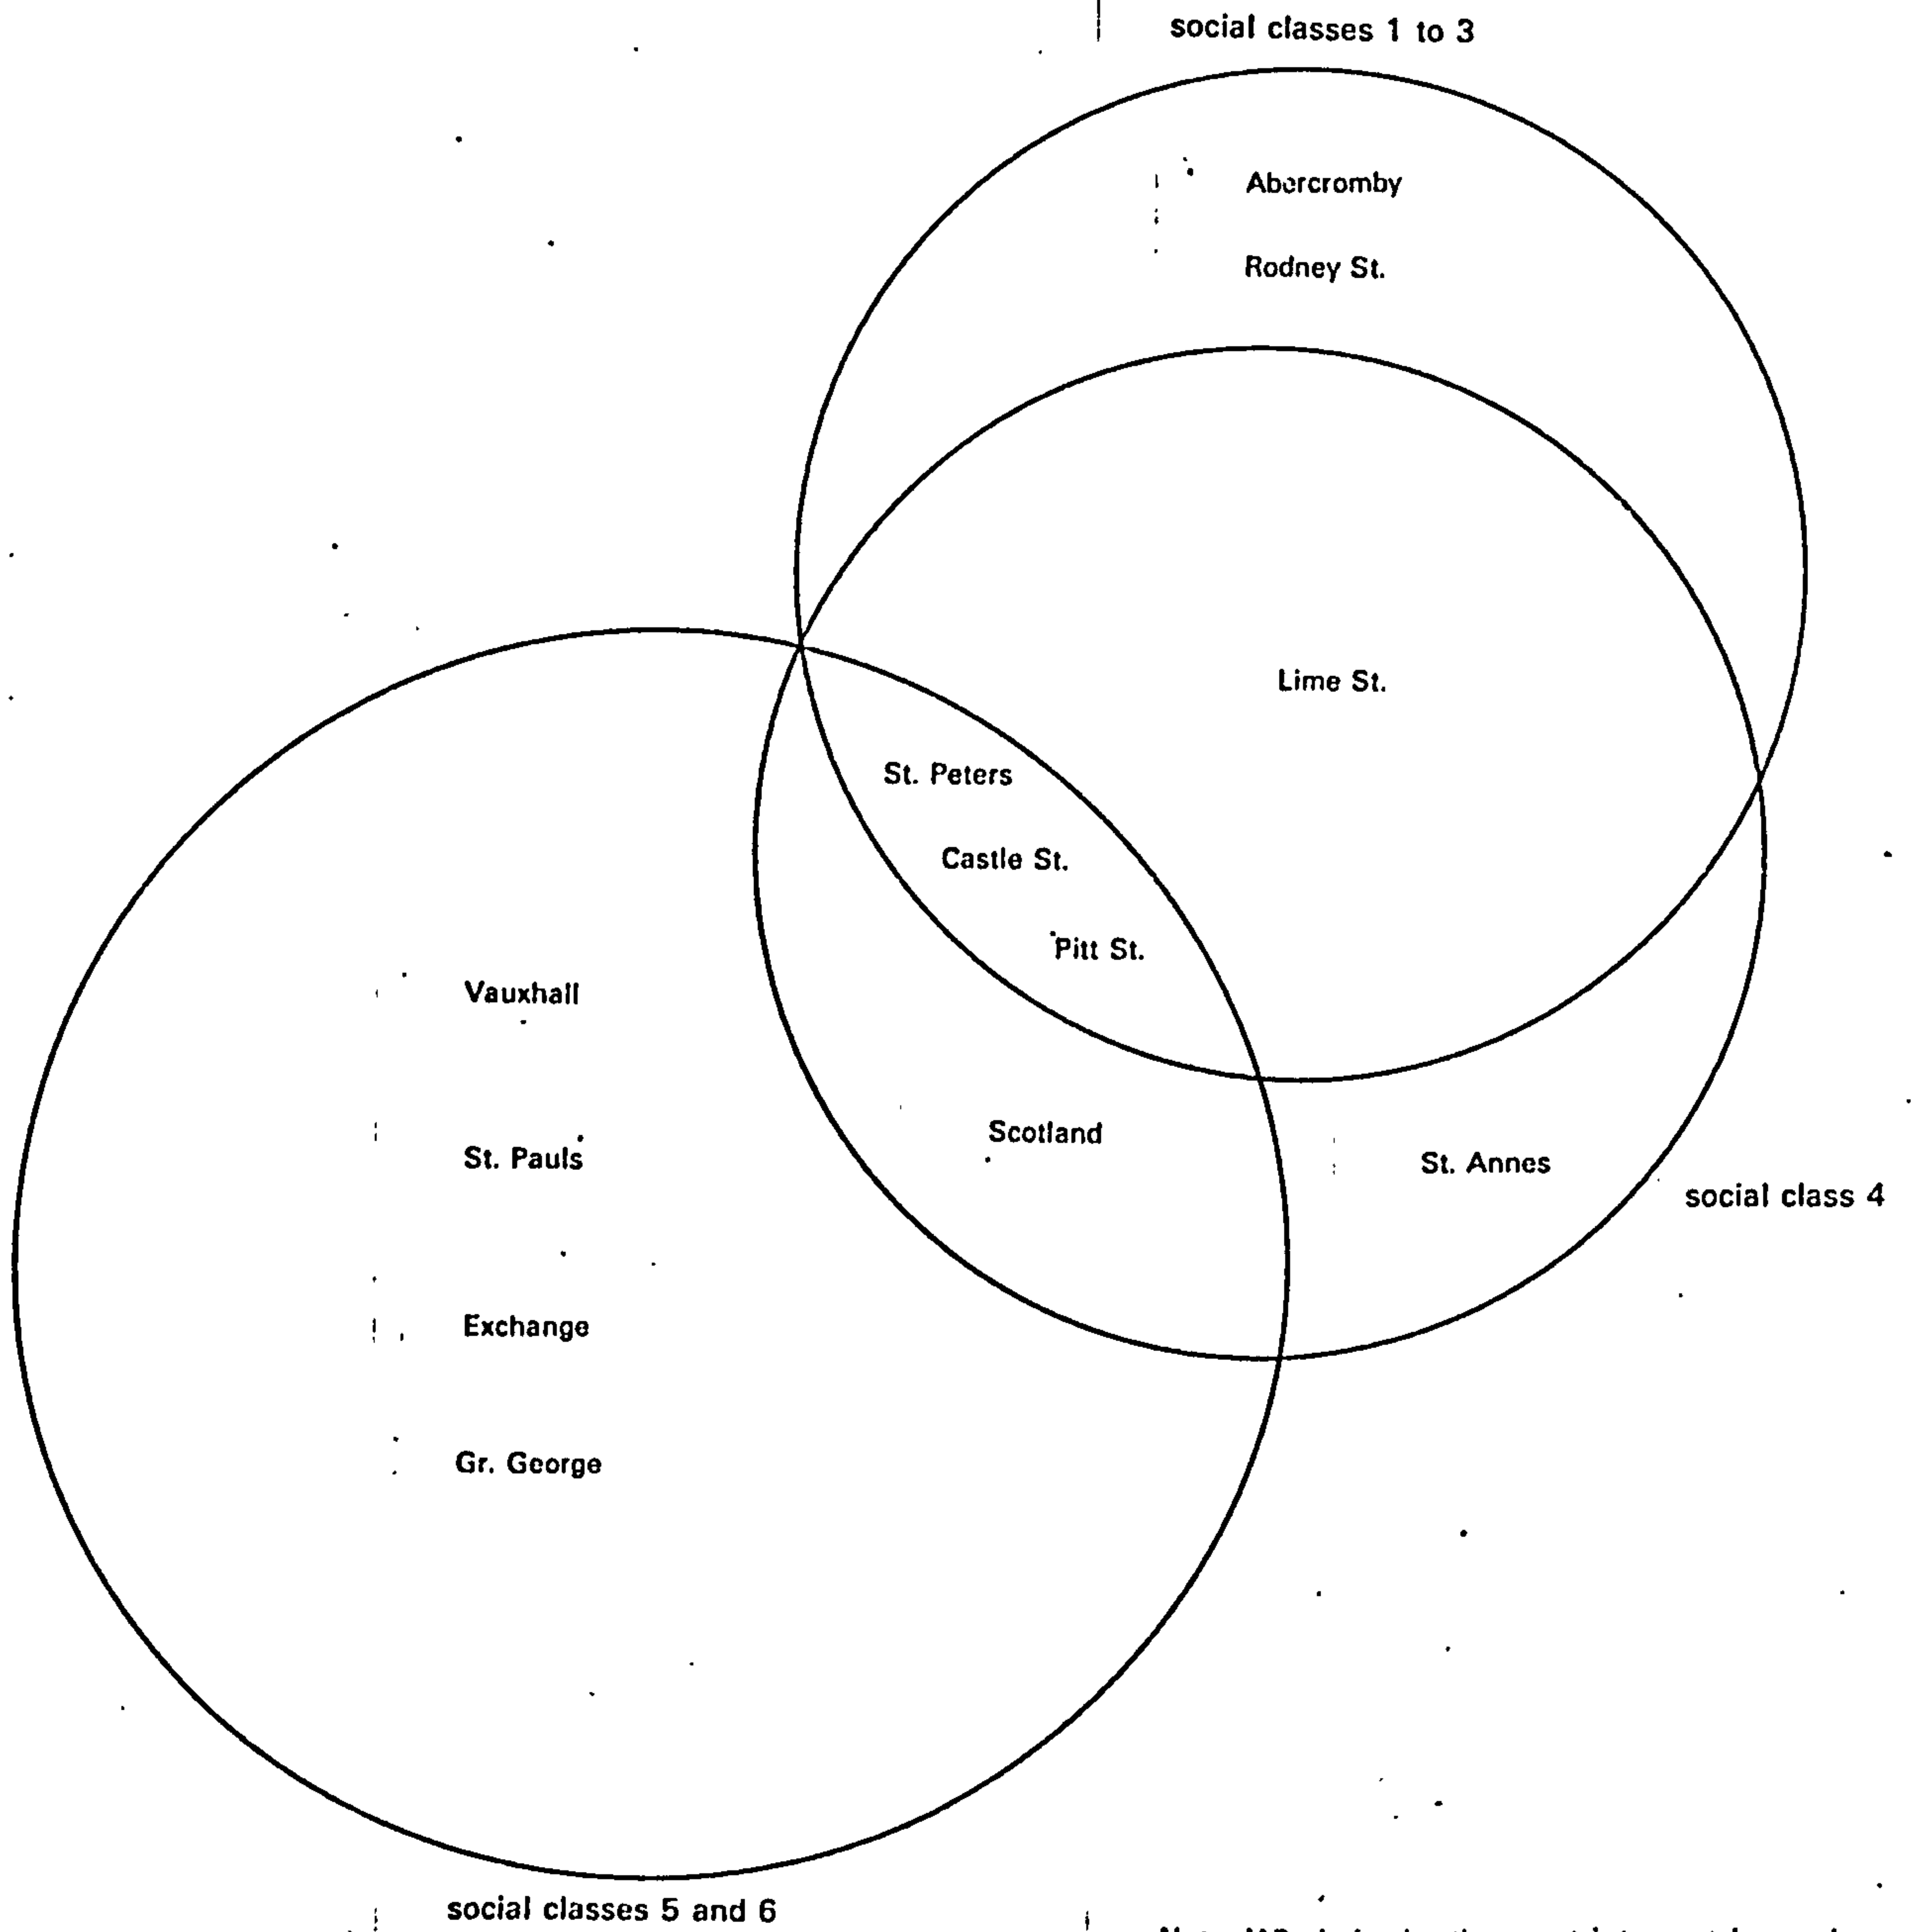 social classes 1 to 3
Abercromby
Rodney St.
Lime St.
St. Peters
Castle St.
Pitt St.
Vauxhall
Scotland
St. Pauls
St. Annes
social class 4
Exchange
Gr. George
social classes 5 and 6